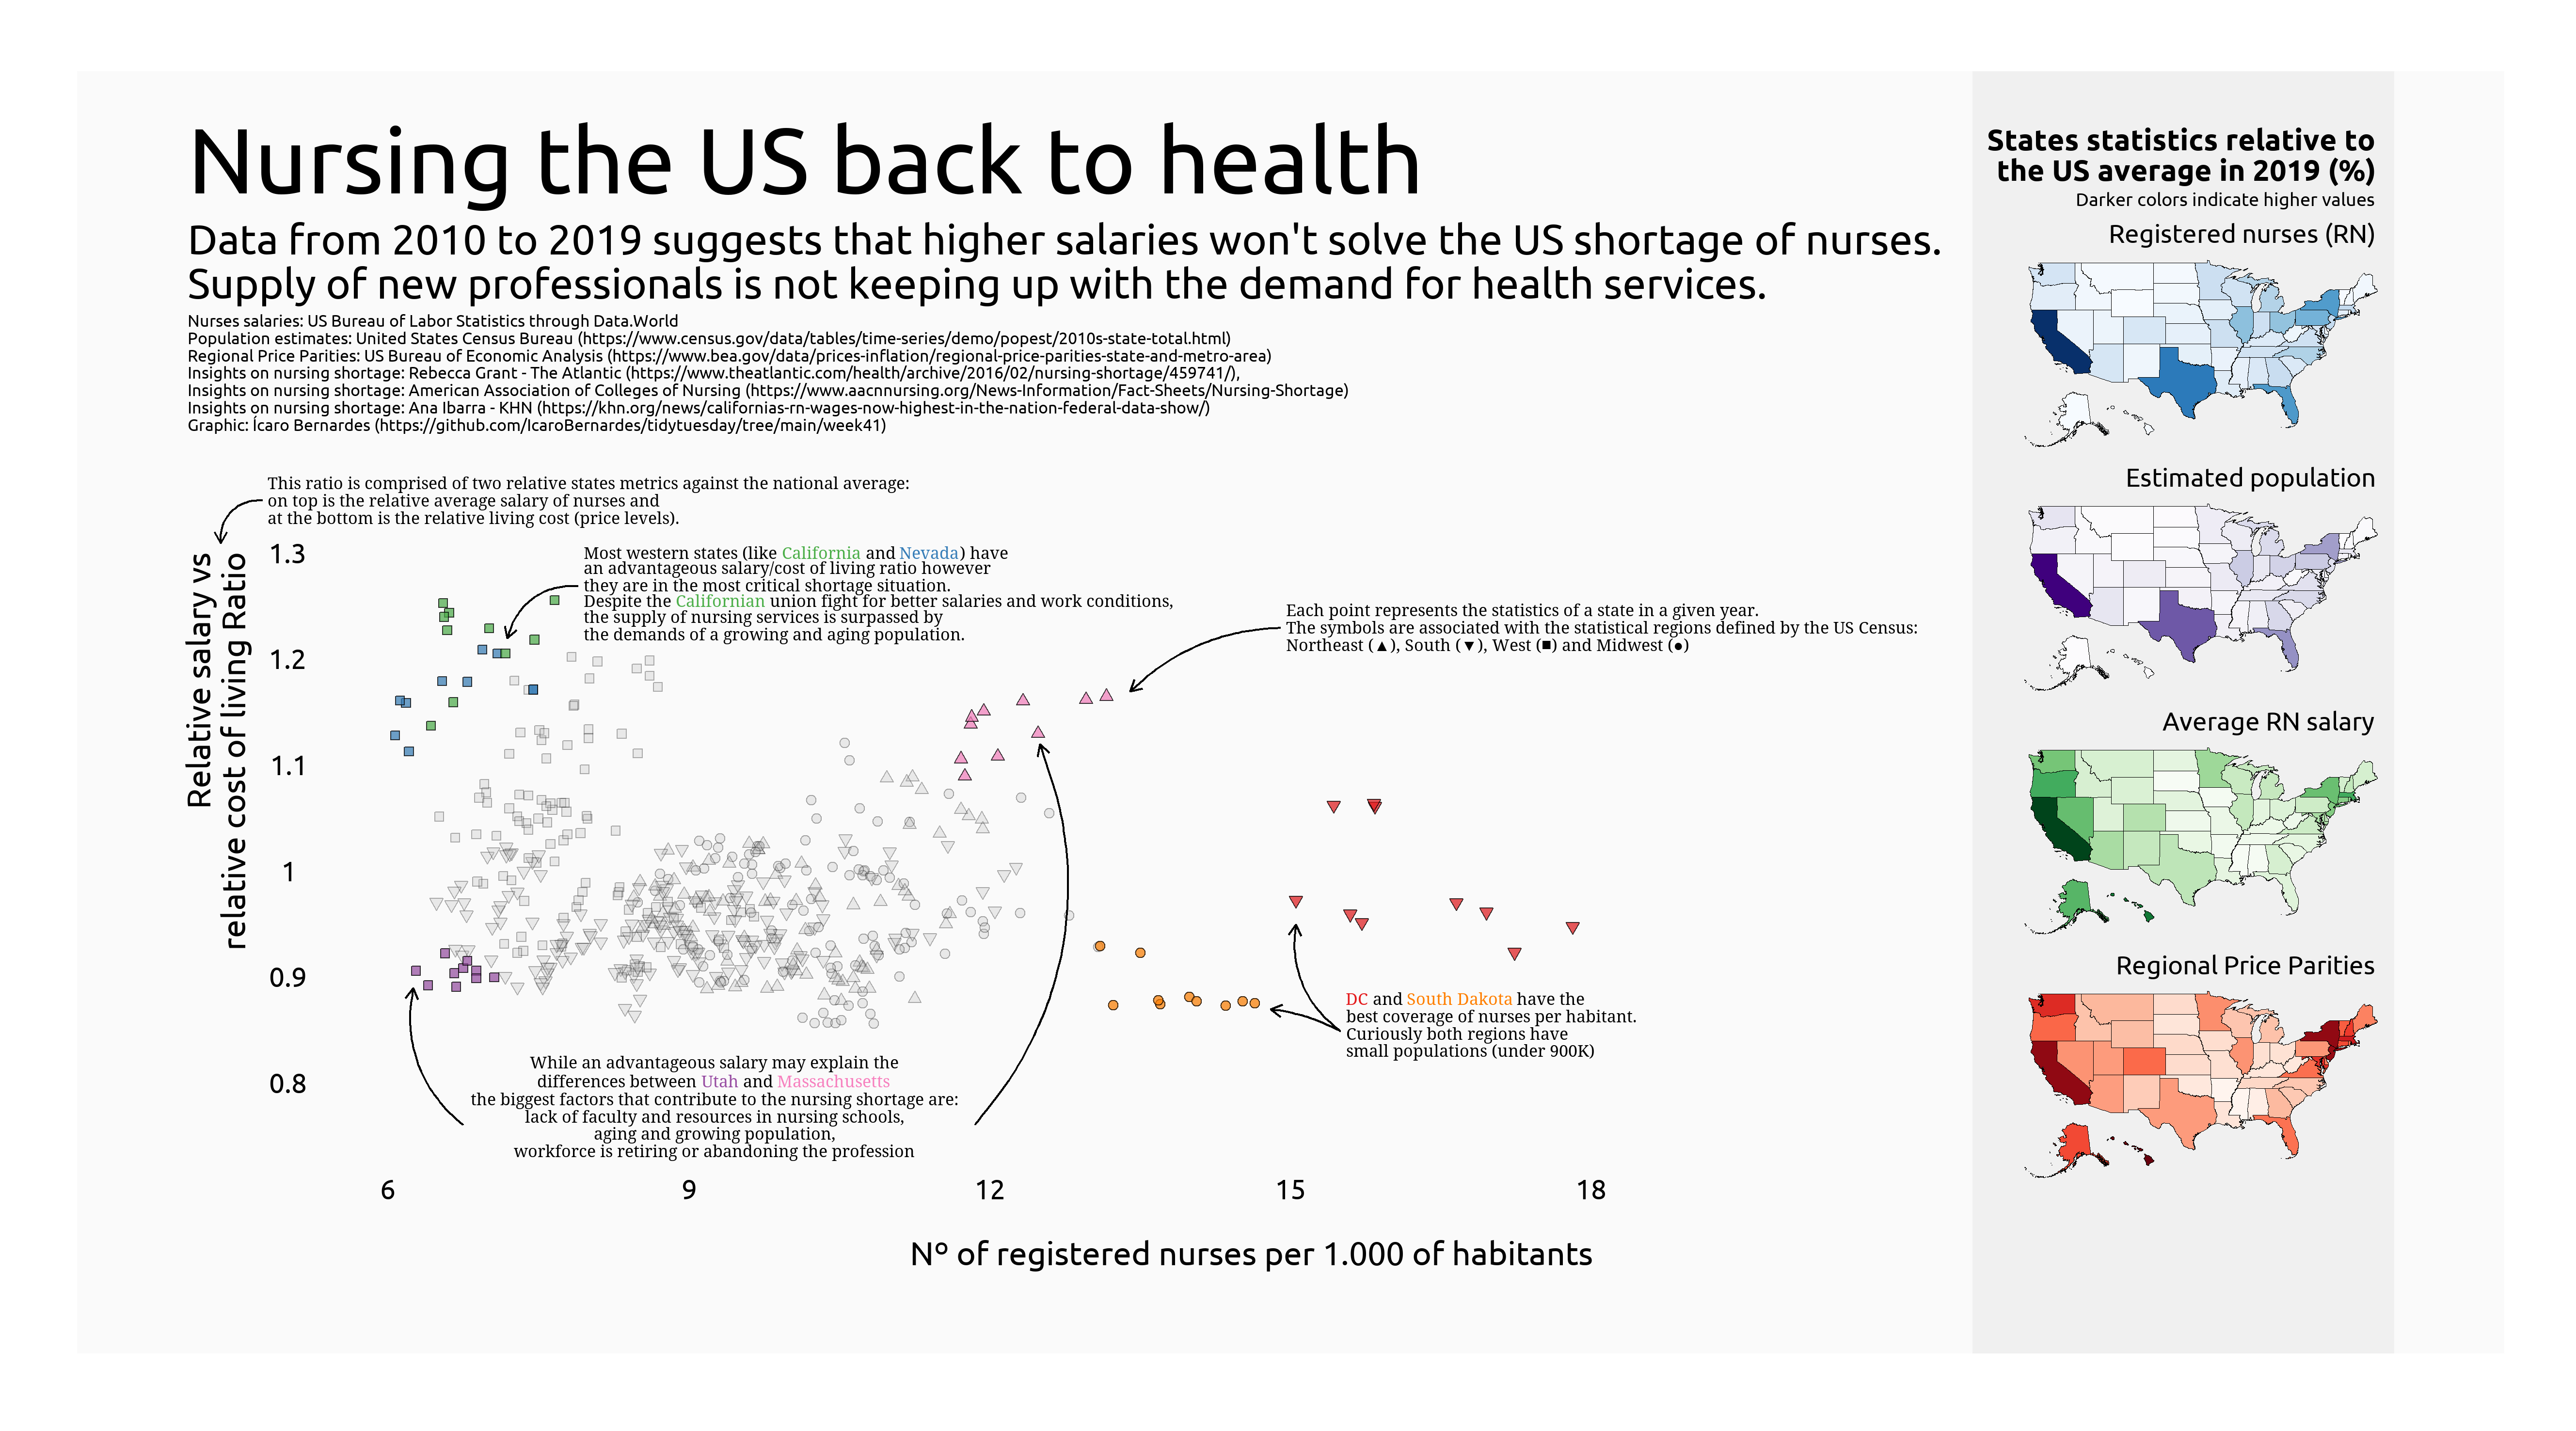 Nursing the US back to health
Data from 2010 to 2019 suggests that higher salaries won't solve the US shortage of nurses.
Supply of new professionals is not keeping up with the demand for health services.
Nurses salaries: US Bureau of Labor Statistics through Data.World
Population estimates: United States Census Bureau (https://www.census.gov/data/tables/time-series/demo/popest/2010s-state-total.html)
Regional Price Parities: US Bureau of Economic Analysis (https://www.bea.gov/data/prices-inflation/regional-price-parities-state-and-metro-area)
Insights on nursing shortage: Rebecca Grant - The Atlantic (https://www.theatlantic.com/health/archive/2016/02/nursing-shortage/459741/),
Insights on nursing shortage: American Association of Colleges of Nursing (https://www.aacnnursing.org/News-Information/Fact-Sheets/Nursing-Shortage)
Insights on nursing shortage: Ana Ibarra - KHN (https://khn.org/news/californias-rn-wages-now-highest-in-the-nation-federal-data-show/)
Graphic: Ícaro Bernardes (https://github.com/IcaroBernardes/tidytuesday/tree/main/week41)
This ratio is comprised of two relative states metrics against the national average:
on top is the relative average salary of nurses and
at the bottom is the relative living cost (price levels).
Relative salary vs
relative cost of living Ratio
1.3
1.2
1.1
1
0.9
0.8
Most western states (like California and Nevada) have
an advantageous salary/cost of living ratio however
they are in the most critical shortage situation.
Despite the Californian union fight for better salaries and work conditions,
the supply of nursing services is surpassed by
the demands of a growing and aging population.
Each point represents the statistics of a state in a given year.
The symbols are associated with the statistical regions defined by the US Census:
Northeast (▲), South (▼), West (■) and Midwest (●)
DC and South Dakota have the
best coverage of nurses per habitant.
Curiously both regions have
small populations (under 900K)
While an advantageous salary may explain the
differences between Utah and Massachusetts
the biggest factors that contribute to the nursing shortage are:
lack of faculty and resources in nursing schools,
aging and growing population,
workforce is retiring or abandoning the profession
6
9
12
15
18
Nº of registered nurses per 1.000 of habitants
States statistics relative to
the US average in 2019 (%)
Darker colors indicate higher values
Registered nurses (RN)
Estimated population
Average RN salary
Regional Price Parities